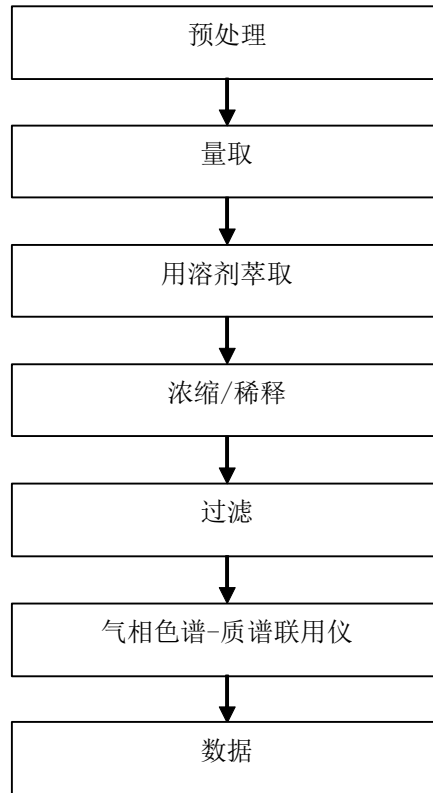 预处理
量取
用溶剂萃取
浓缩/稀释
过滤
气相色谱-质谱联用仪
数据